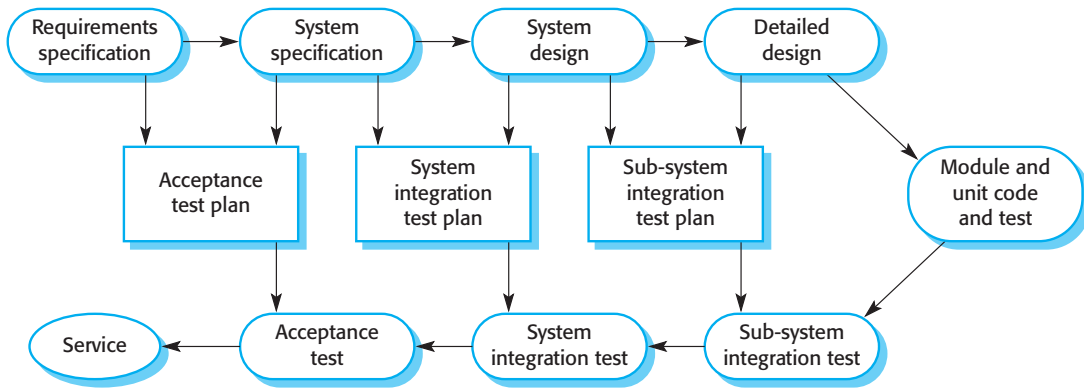 Requirements
specification
System
specification
System
design
Detailed
design
Acceptance
test plan
System
integration
test plan
Sub-system
integration
test plan
Module and
unit code
and test
Service
Acceptance
test
System
integration test
Sub-system
integration test